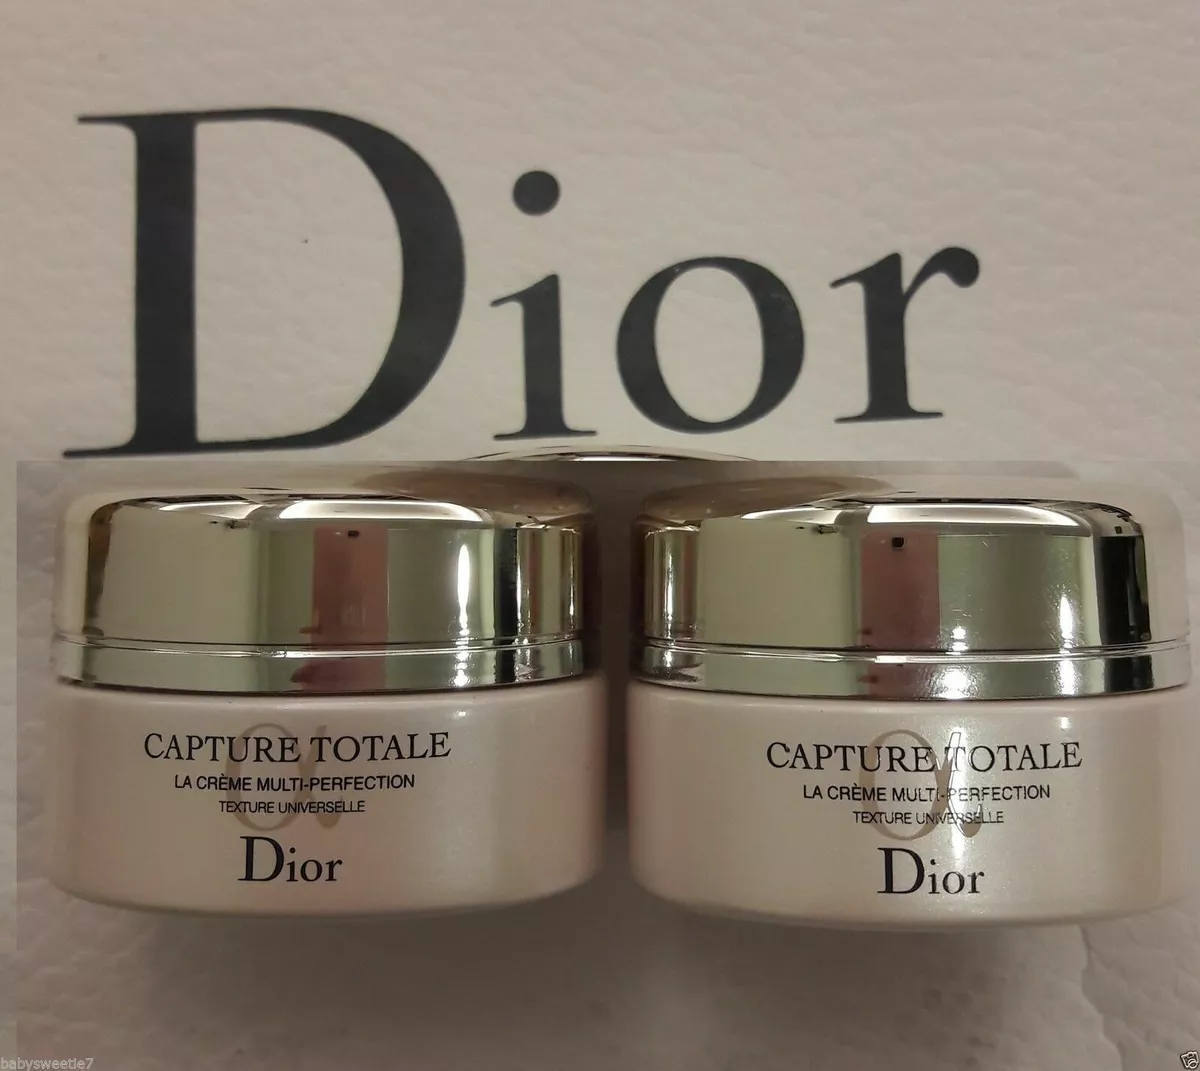 Dior
CAPTURE TOTALE
LA CRÈME MULTI-PERFECTION
TEXTURE UNIVERSELLE
Dior
CAPTURE TOTALE
LA CRÈME MULTI-PERFECTION
TEXTURE UNIVERSELLE
Dior
babysweetie7